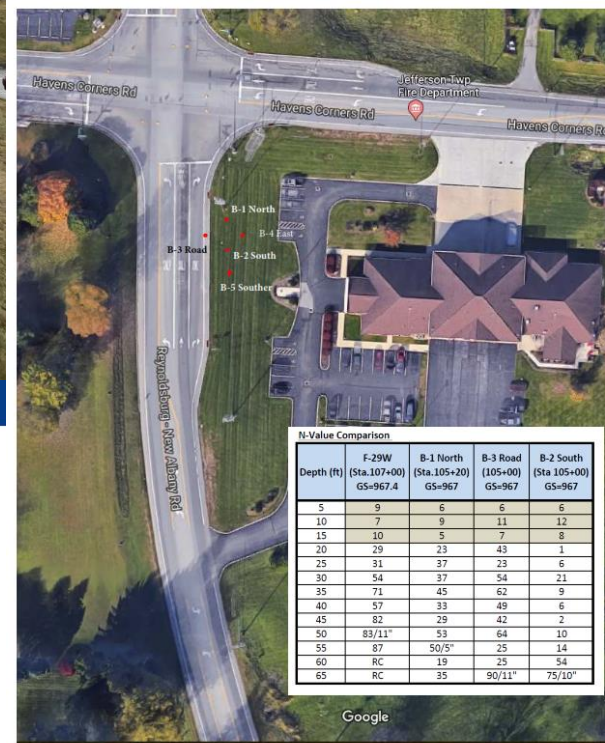 Havens Corners Rd
Jefferson Twp
Fire Department
Havens Corners Rd
Havens Corners R
B-1 North
B-4 East
B-3 Road
B-2 South
B-5 Souther
Reynoldsburg - New Albany Rd
N-Value Comparison
Depth (ft) F-29W (Sta.107+00) GS=967.4 B-1 North (Sta.105+20) GS=967 B-3 Road (105+00) GS=967 B-2 South (Sta 105+00) GS=967
5 9 6 6 6
10 7 9 11 12
15 10 5 7 8
20 29 23 43 1
25 31 37 23 6
30 54 37 54 21
35 71 45 62 9
40 57 33 49 6
45 82 29 42 2
50 83/11" 53 64 10
55 87 50/5" 25 14
60 RC 19 25 54
65 RC 35 90/11" 75/10"
Google